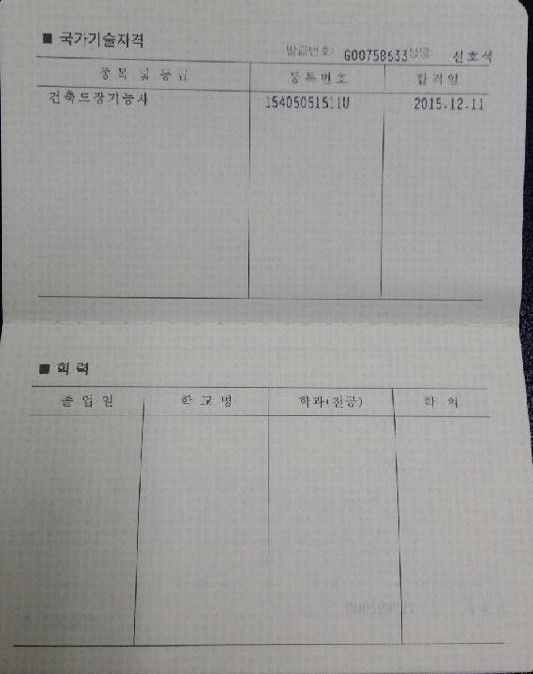 ■ 국가기술자격
발급번호: G00758633 성명: 신호석
종목 및 등급 등록번호 합격일
건축도장기능사 15405051511U 2015.12.11
■ 학력
졸업일 학교명 학과(전공) 학위